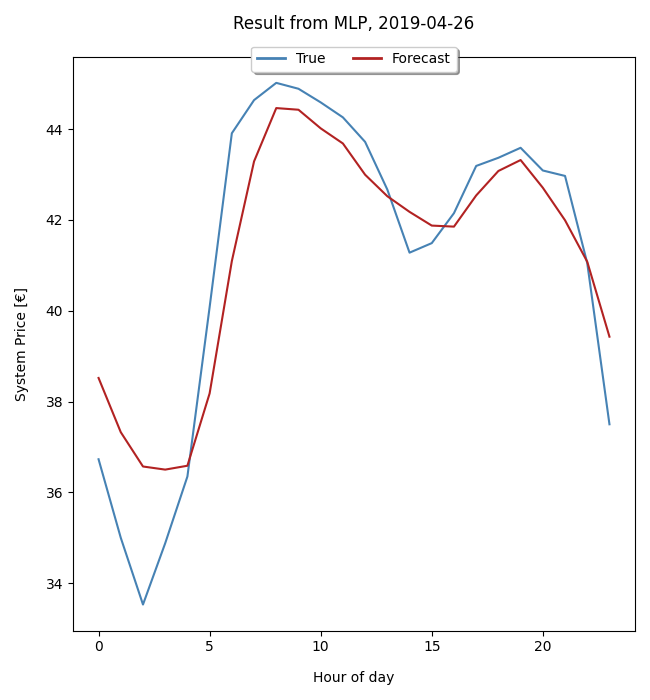 Result from MLP, 2019-04-26
True Forecast
44
42
40
38
36
34
System Price [€]
0 5 10 15 20
Hour of day